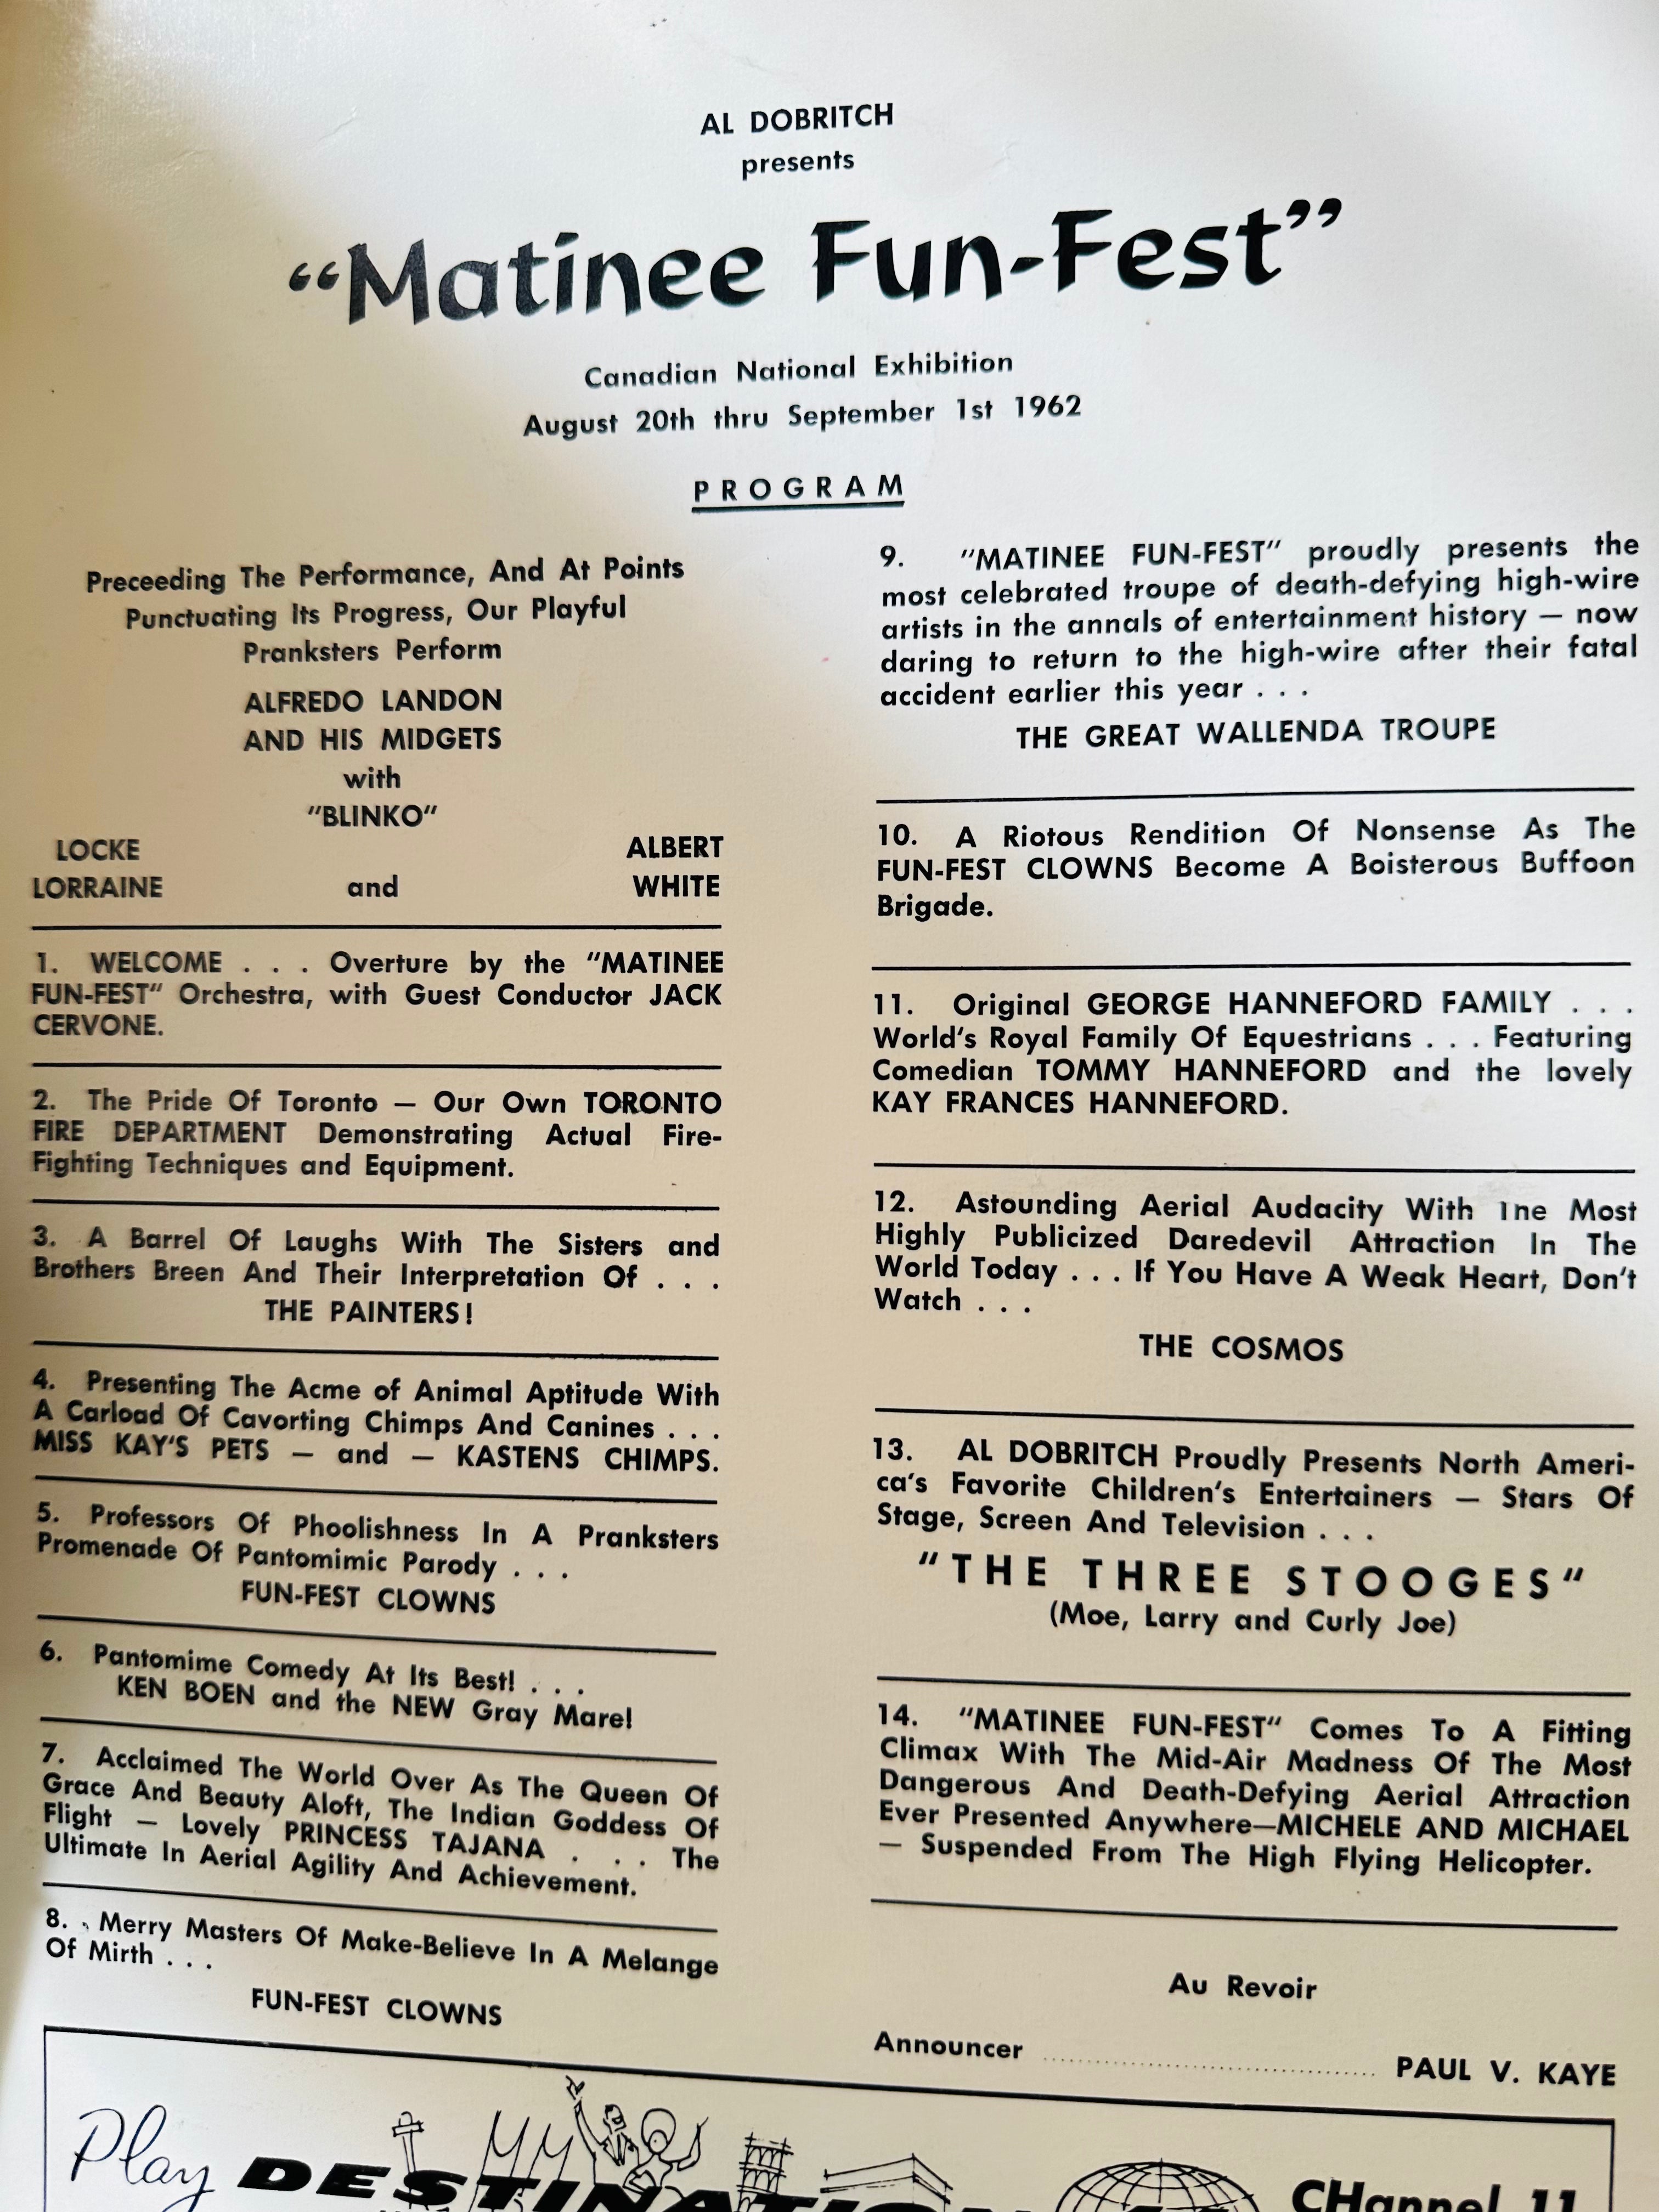 AL DOBRITCH
presents
“Matinee Fun-Fest”
Canadian National Exhibition
August 20th thru September 1st 1962
PROGRAM
Preceeding The Performance, And At Points
Punctuating Its Progress, Our Playful
Pranksters Perform
ALFREDO LANDON
AND HIS MIDGETS
with
"BLINKO"
LOCKE ALBERT
LORRAINE and WHITE
1. WELCOME . . . Overture by the "MATINEE
FUN-FEST" Orchestra, with Guest Conductor JACK
CERVONE.
2. The Pride Of Toronto — Our Own TORONTO
FIRE DEPARTMENT Demonstrating Actual Fire-
Fighting Techniques and Equipment.
3. A Barrel Of Laughs With The Sisters and
Brothers Breen And Their Interpretation Of . . .
THE PAINTERS!
4. Presenting The Acme of Animal Aptitude With
A Carload Of Cavorting Chimps And Canines . . .
MISS KAY'S PETS — and — KASTENS CHIMPS.
5. Professors Of Phoolishness In A Pranksters
Promenade Of Pantomimic Parody . . .
FUN-FEST CLOWNS
6. Pantomime Comedy At Its Best! . . .
KEN BOEN and the NEW Gray Mare!
7. Acclaimed The World Over As The Queen Of
Grace And Beauty Aloft, The Indian Goddess Of
Flight — Lovely PRINCESS TAJANA . . . The
Ultimate In Aerial Agility And Achievement.
8. Merry Masters Of Make-Believe In A Melange
Of Mirth . . .
FUN-FEST CLOWNS
9. "MATINEE FUN-FEST" proudly presents the
most celebrated troupe of death-defying high-wire
artists in the annals of entertainment history — now
daring to return to the high-wire after their fatal
accident earlier this year . . .
THE GREAT WALLENDA TROUPE
10. A Riotous Rendition Of Nonsense As The
FUN-FEST CLOWNS Become A Boisterous Buffoon
Brigade.
11. Original GEORGE HANNEFORD FAMILY . . .
World's Royal Family Of Equestrians . . . Featuring
Comedian TOMMY HANNEFORD and the lovely
KAY FRANCES HANNEFORD.
12. Astounding Aerial Audacity With The Most
Highly Publicized Daredevil Attraction In The
World Today . . . If You Have A Weak Heart, Don't
Watch . . .
THE COSMOS
13. AL DOBRITCH Proudly Presents North Ameri-
ca's Favorite Children's Entertainers — Stars Of
Stage, Screen And Television . . .
"THE THREE STOOGES"
(Moe, Larry and Curly Joe)
14. "MATINEE FUN-FEST" Comes To A Fitting
Climax With The Mid-Air Madness Of The Most
Dangerous And Death-Defying Aerial Attraction
Ever Presented Anywhere—MICHELE AND MICHAEL
— Suspended From The High Flying Helicopter.
Au Revoir
Announcer ........ PAUL V. KAYE
Play DESTINATION
CHannel 11